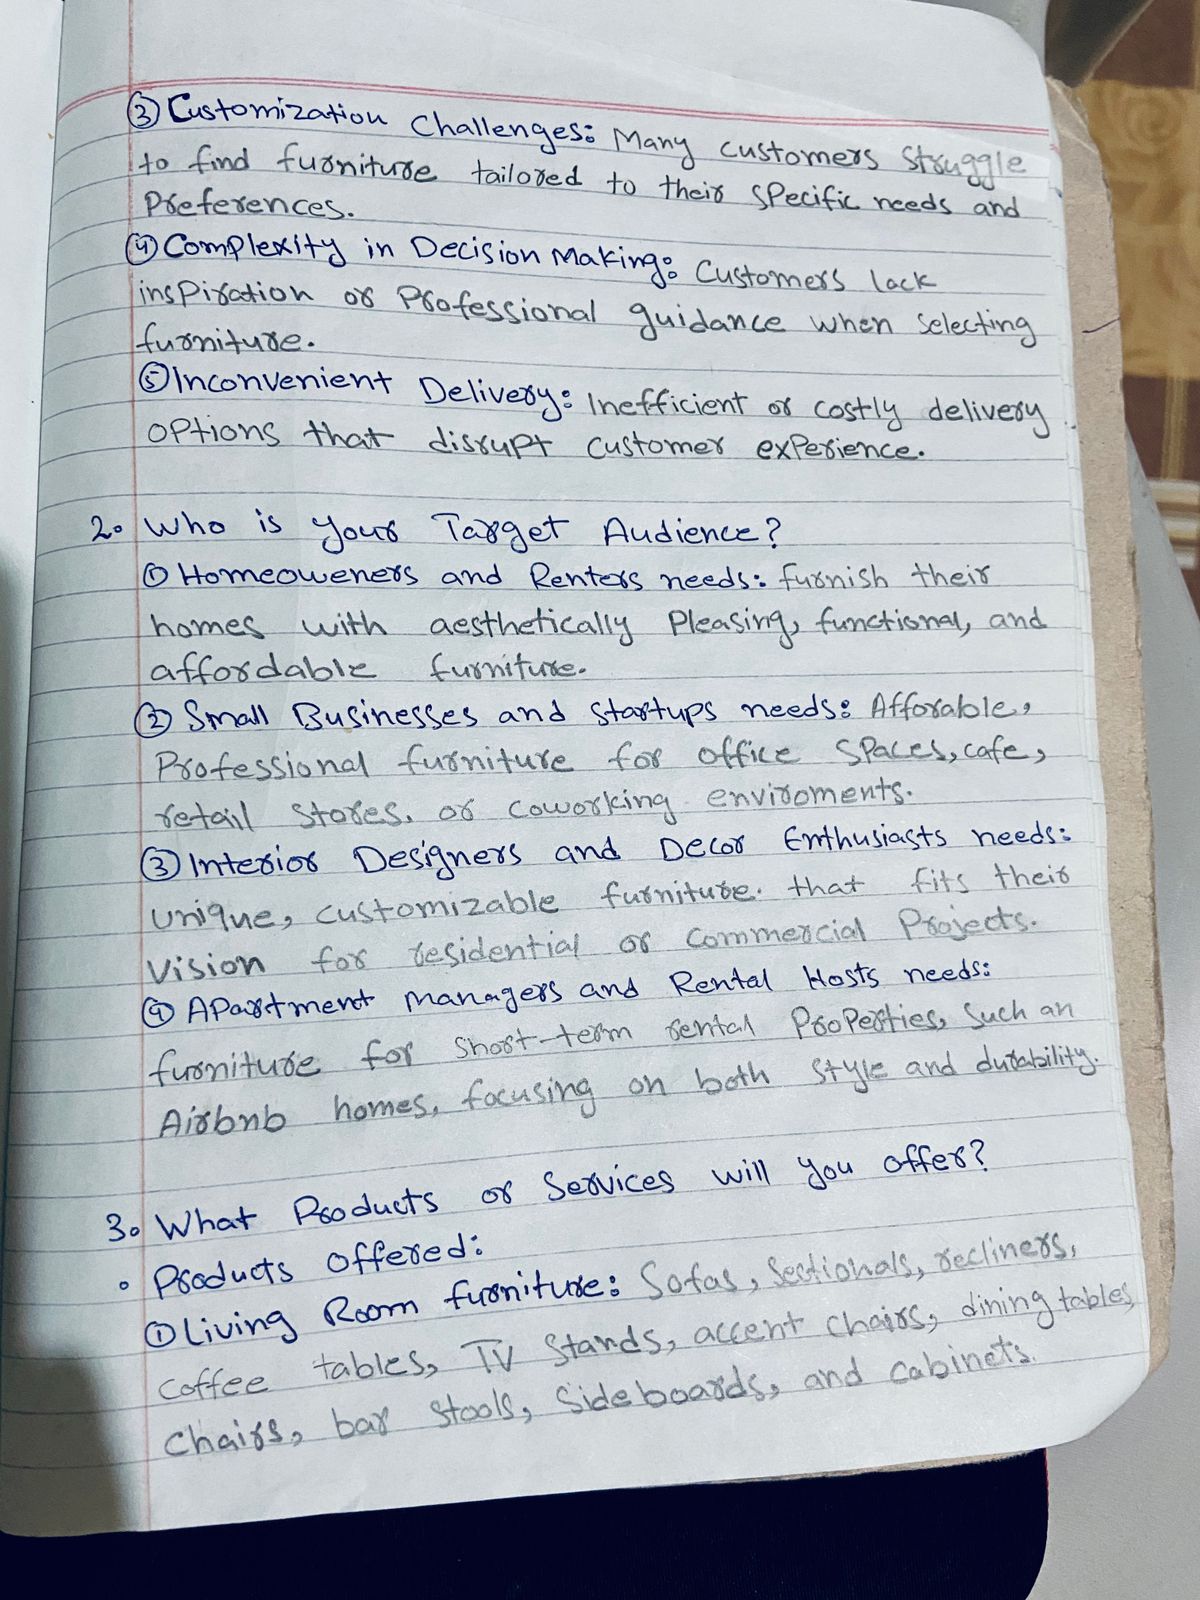 ③ Customization Challenges: Many customers struggle
to find furniture tailored to their specific needs and
Preferences.
④ Complexity in Decision Making: Customers lack
inspiration or Professional guidance when selecting
furniture.
⑤ Inconvenient Delivery: Inefficient or costly delivery
options that disrupt customer experience.
2. Who is your Target Audience?
① Homeoweners and Renters needs: furnish their
homes with aesthetically Pleasing, functional, and
affordable furniture.
② Small Businesses and Startups needs: Afforable,
Professional furniture for office spaces, cafe,
retail stores, or coworking enviroments.
③ Interior Designers and Decor Enthusiasts needs:
unique, customizable furniture. that fits their
vision for residential or commercial Projects.
④ Apartment managers and Rental Hosts needs:
furniture for short-term rental Properties, such an
Airbnb homes, focusing on both style and durability.
3. What Products or Services will you offer?
• Products offered:
① Living Room furniture: Sofas, Sectionals, recliners,
coffee tables, TV stands, accent chairs, dining tables,
chairs, bar stools, sideboards, and cabinets.